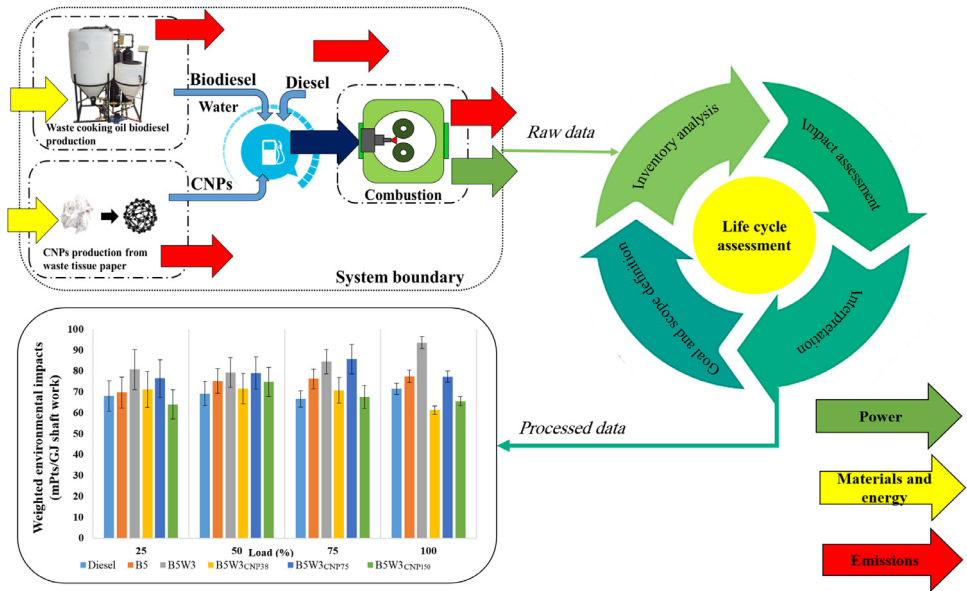 Waste cooking oil biodiesel
production
Biodiesel
Water
Diesel
CNPs
CNPs production from
waste tissue paper
Combustion
System boundary
Raw data
Inventory analysis
Impact assessment
Interpretation
Goal and scope definition
Life cycle
assessment
Processed data
Power
Materials and
energy
Emissions
Weighted environmental impacts
(mPts/GJ shaft work)
100
90
80
70
60
50
40
30
20
10
0
25 50 75 100
Load (%)
Diesel B5 B5W3 B5W3CNP38 B5W3CNP75 B5W3CNP150